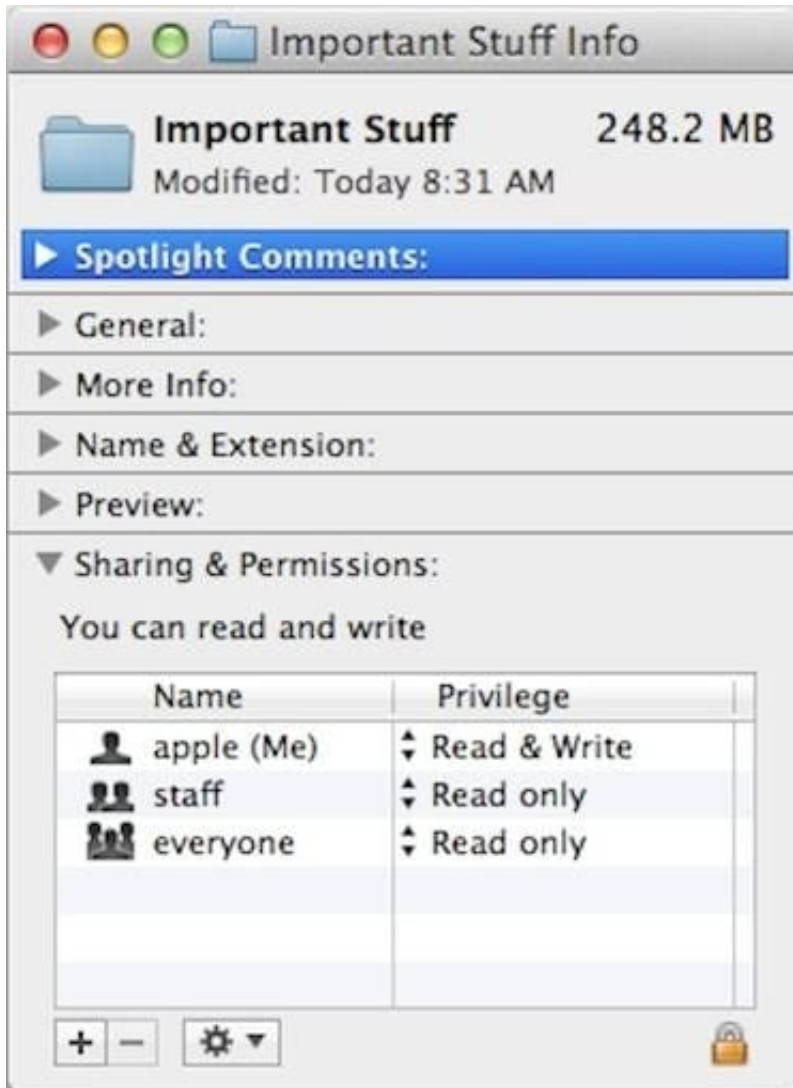 Important Stuff Info
Important Stuff 248.2 MB
Modified: Today 8:31 AM
Spotlight Comments:
General:
More Info:
Name & Extension:
Preview:
Sharing & Permissions:
You can read and write
Name Privilege
apple (Me) Read & Write
staff Read only
everyone Read only